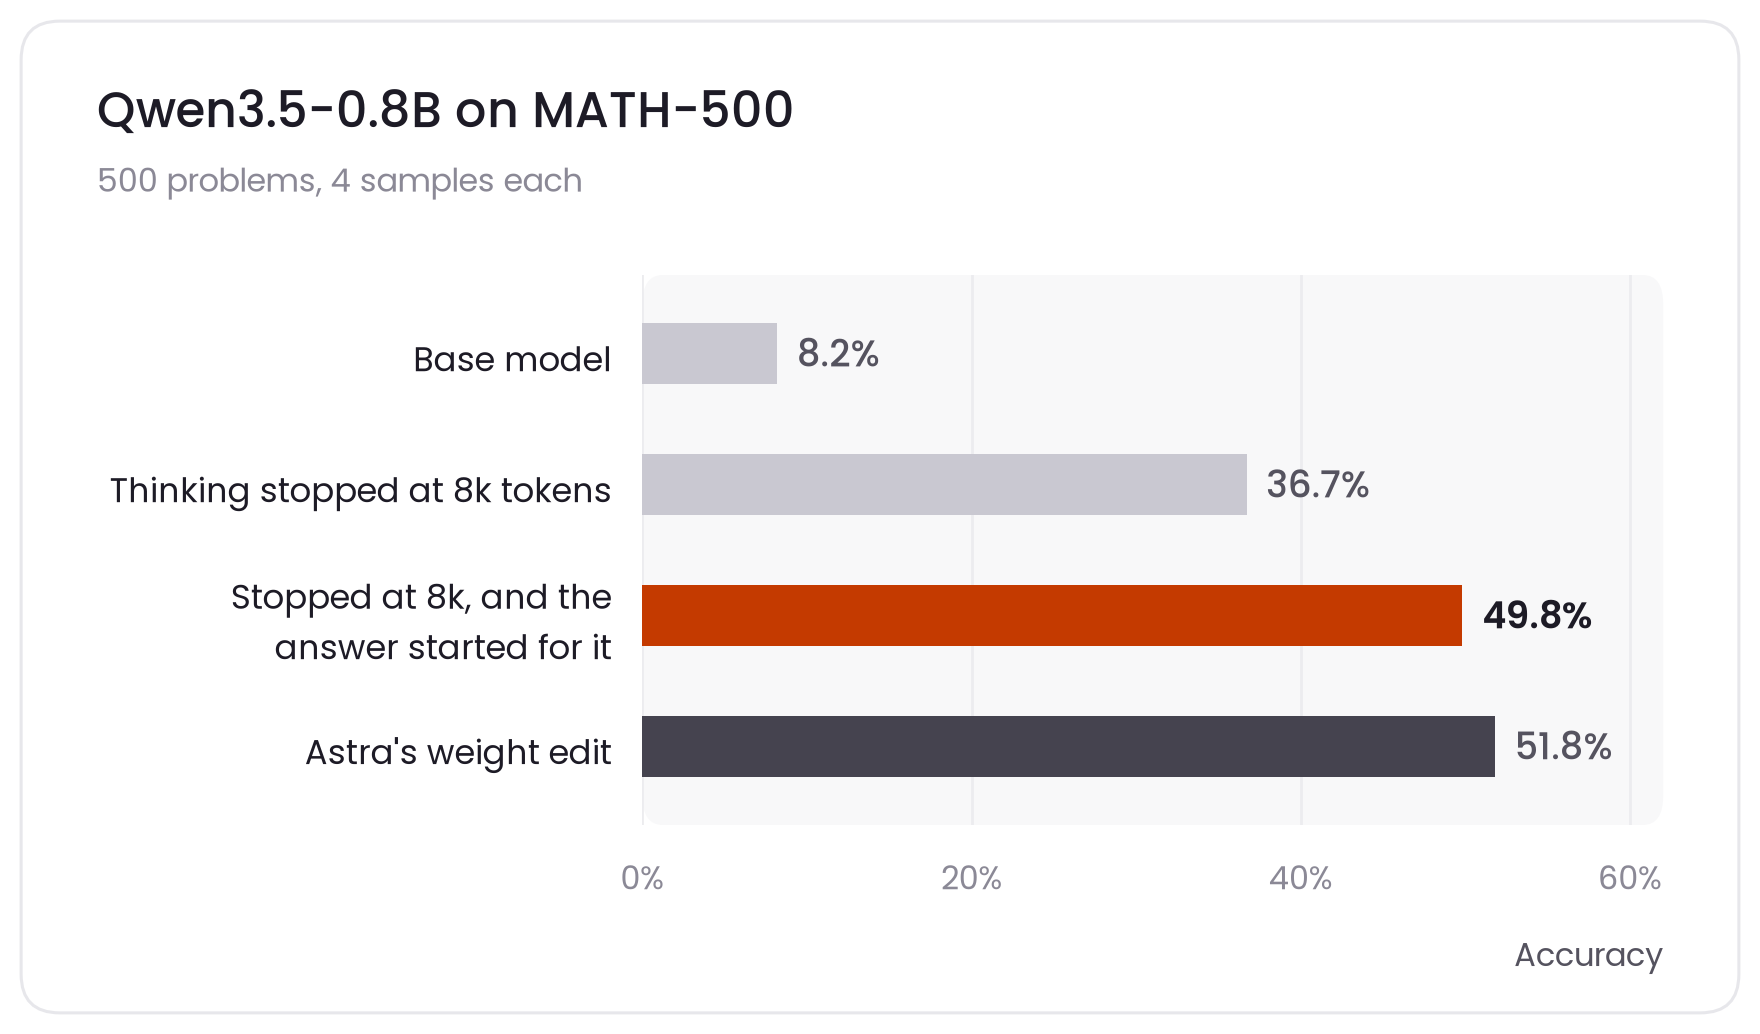 Qwen3.5-0.8B on MATH-500
500 problems, 4 samples each
Base model
8.2%
Thinking stopped at 8k tokens
36.7%
Stopped at 8k, and the
answer started for it
49.8%
Astra's weight edit
51.8%
0%
20%
40%
60%
Accuracy